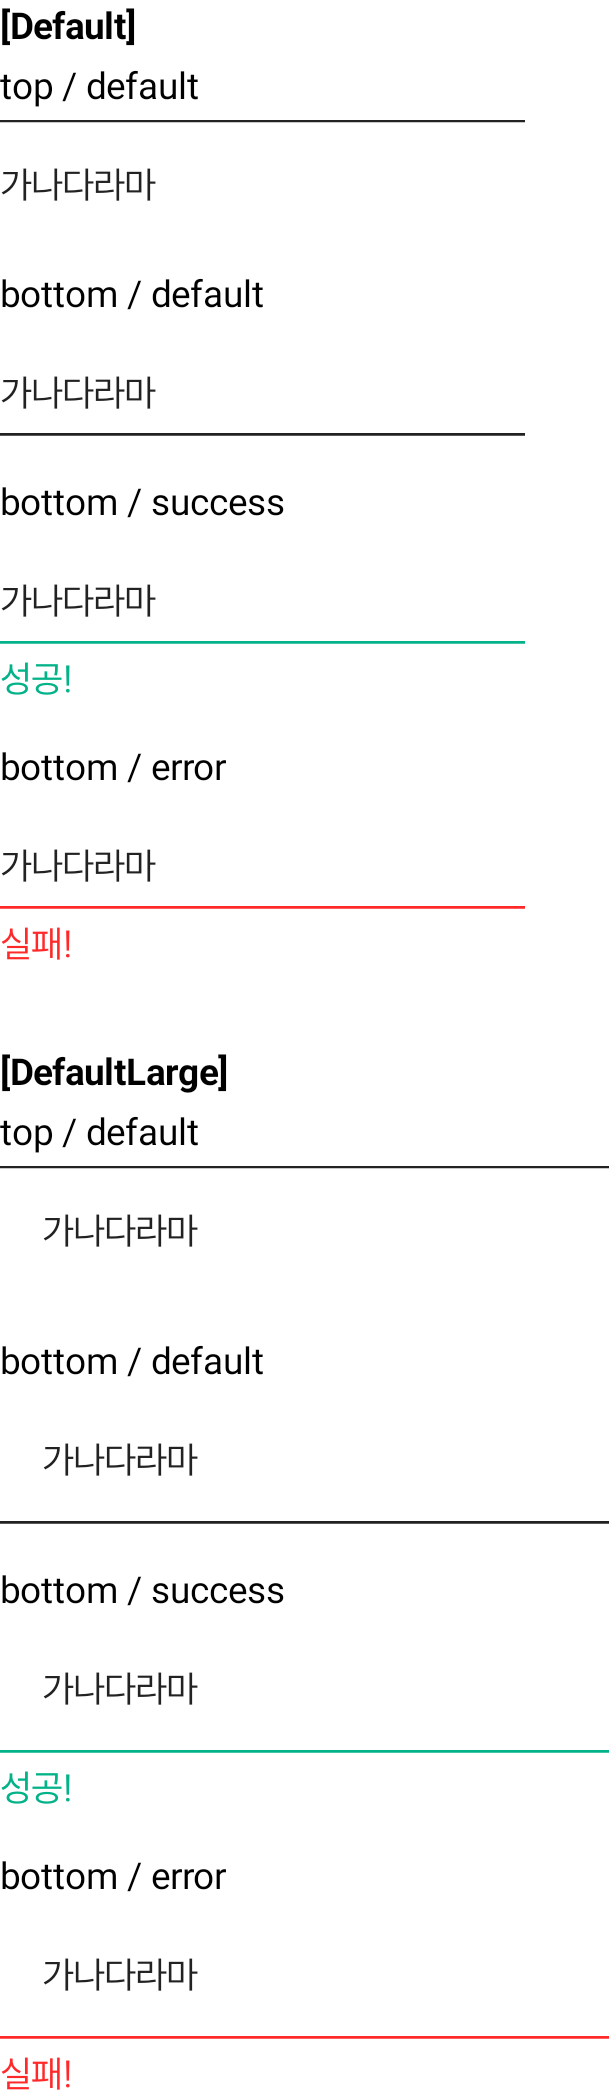 [Default]
top / default
가나다라마
bottom / default
가나다라마
bottom / success
가나다라마
성공!
bottom / error
가나다라마
실패!
[DefaultLarge]
top / default
가나다라마
bottom / default
가나다라마
bottom / success
가나다라마
성공!
bottom / error
가나다라마
실패!